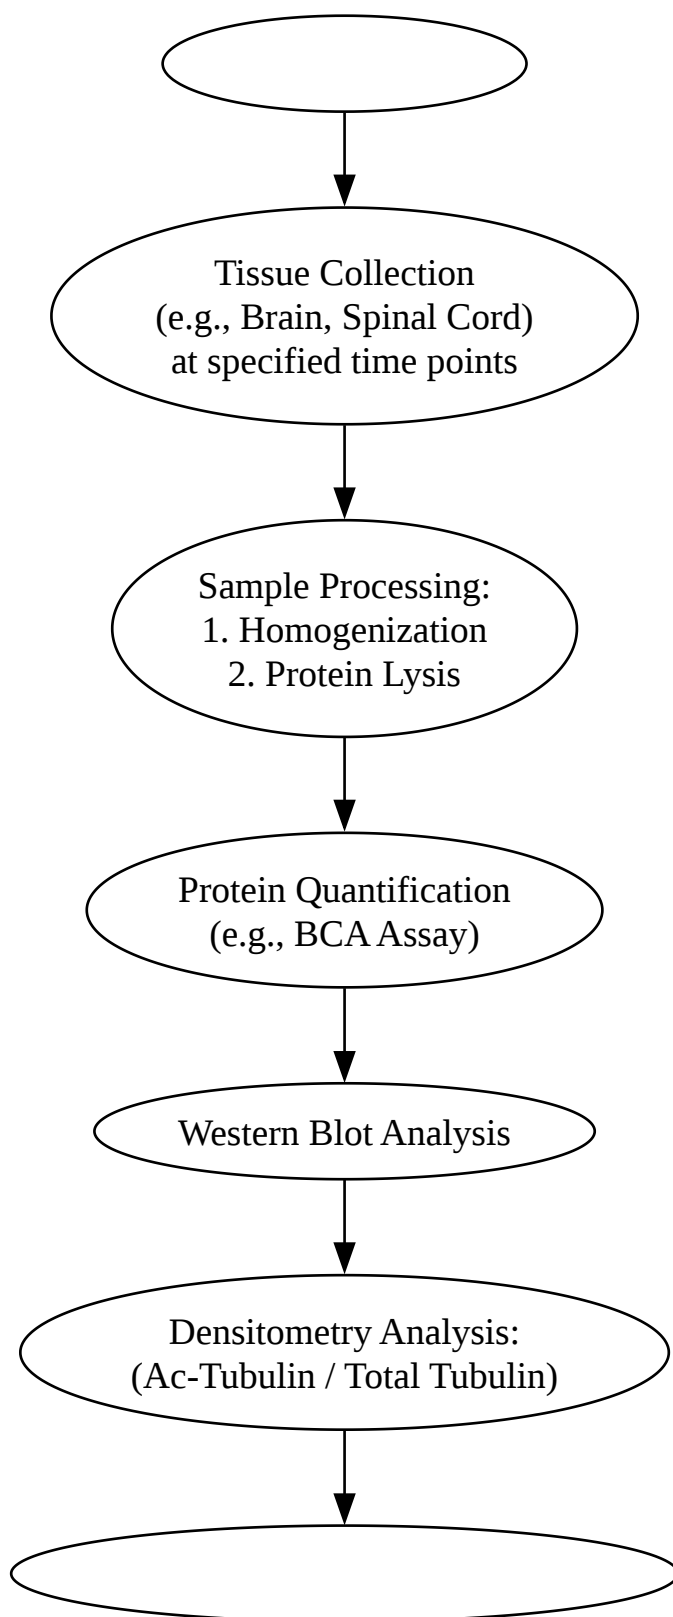 Tissue Collection
(e.g., Brain, Spinal Cord)
at specified time points
Sample Processing:
1. Homogenization
2. Protein Lysis
Protein Quantification
(e.g., BCA Assay)
Western Blot Analysis
Densitometry Analysis:
(Ac-Tubulin / Total Tubulin)